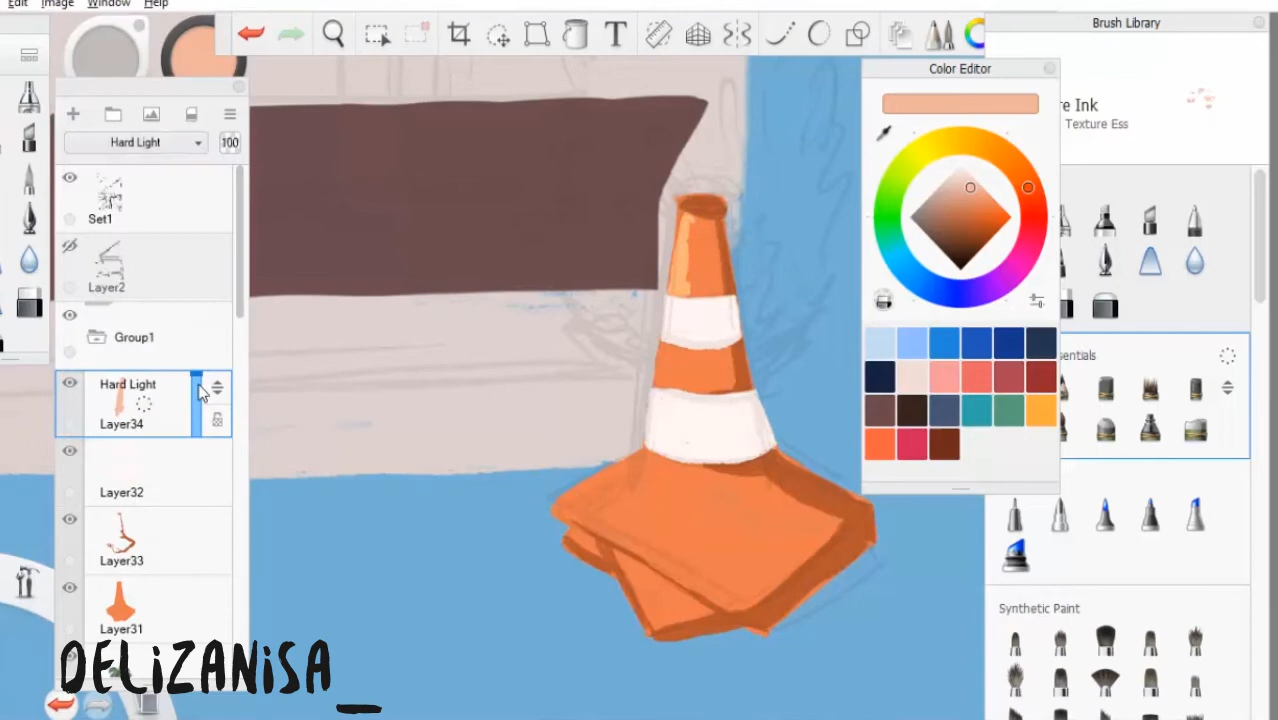 Edit Image Window Help
Brush Library
Color Editor
re Ink
Texture Ess
Hard Light 100
Set1
Layer2
Group1
Hard Light
Layer34
sentials
Layer32
Layer33
Synthetic Paint
Layer31
DELiZANiSA_